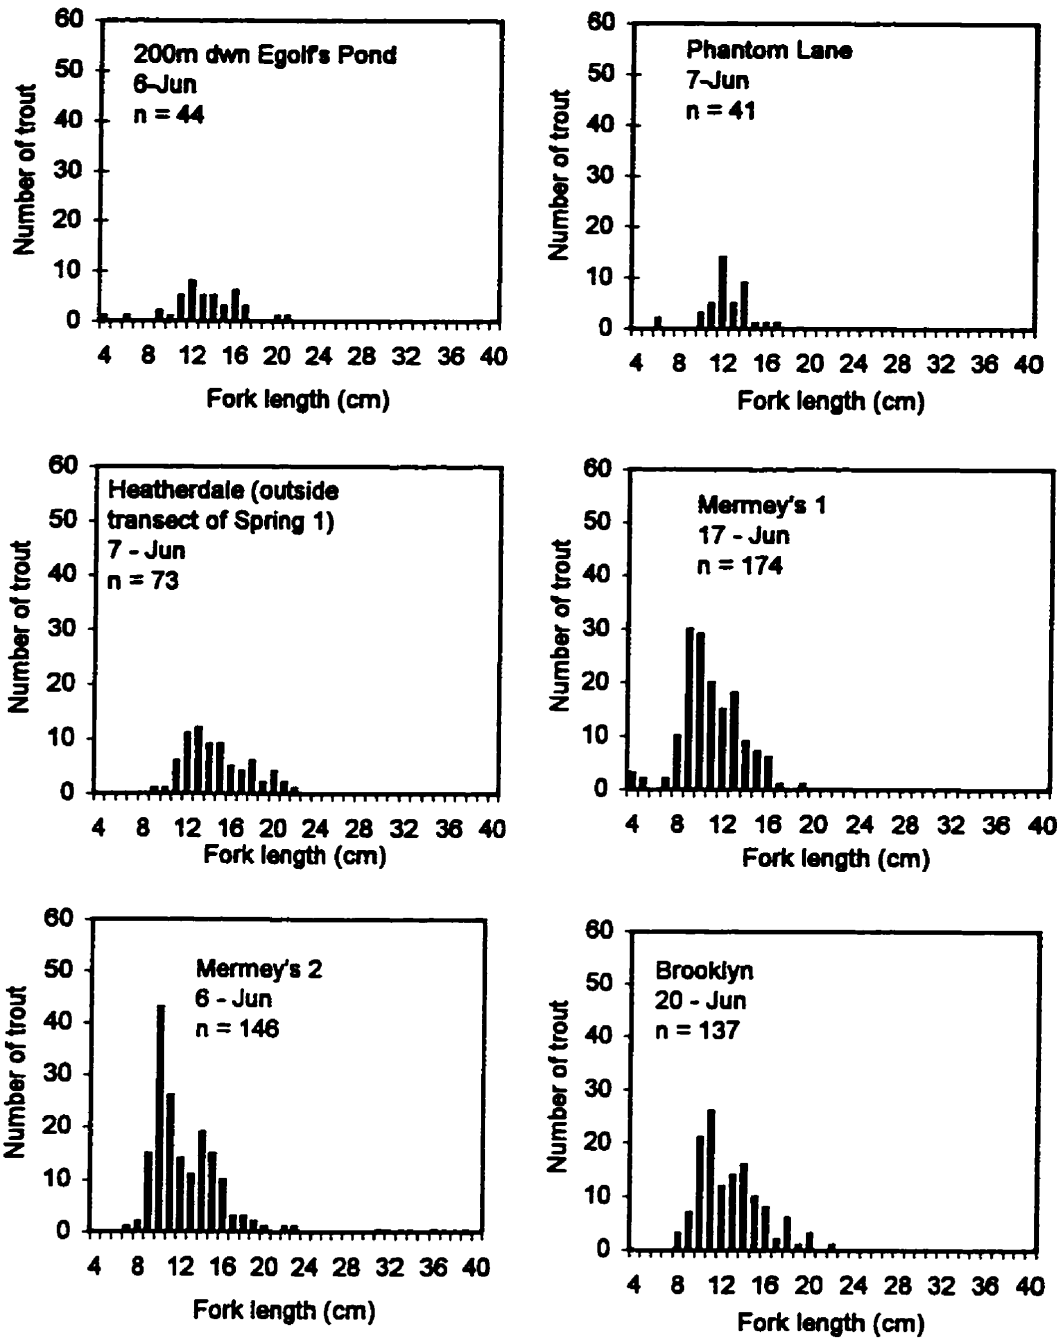 200m dwn Egolf's Pond
6-Jun
n = 44
Number of trout
60
50
40
30
20
10
0
4 8 12 16 20 24 28 32 36 40
Fork length (cm)
Phantom Lane
7-Jun
n = 41
Number of trout
60
50
40
30
20
10
0
4 8 12 16 20 24 28 32 36 40
Fork length (cm)
Heatherdale (outside
transect of Spring 1)
7 - Jun
n = 73
Number of trout
60
50
40
30
20
10
0
4 8 12 16 20 24 28 32 36 40
Fork length (cm)
Mermey's 1
17 - Jun
n = 174
Number of trout
60
50
40
30
20
10
0
4 8 12 16 20 24 28 32 36 40
Fork length (cm)
Mermey's 2
6 - Jun
n = 146
Number of trout
60
50
40
30
20
10
0
4 8 12 16 20 24 28 32 36 40
Fork length (cm)
Brooklyn
20 - Jun
n = 137
Number of trout
60
50
40
30
20
10
0
4 8 12 16 20 24 28 32 36 40
Fork length (cm)